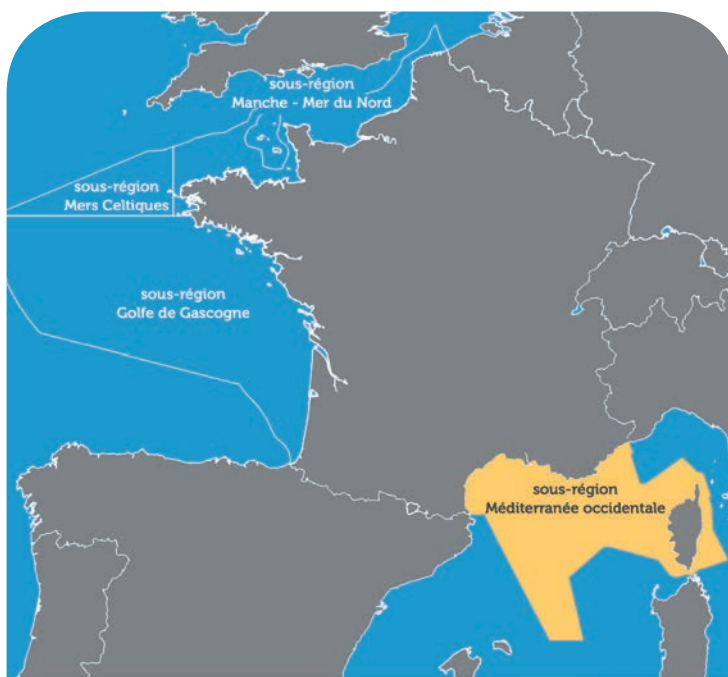 sous-région
Manche - Mer du Nord
sous-région
Mers Celtiques
sous-région
Golfe de Gascogne
sous-région
Méditerranée occidentale